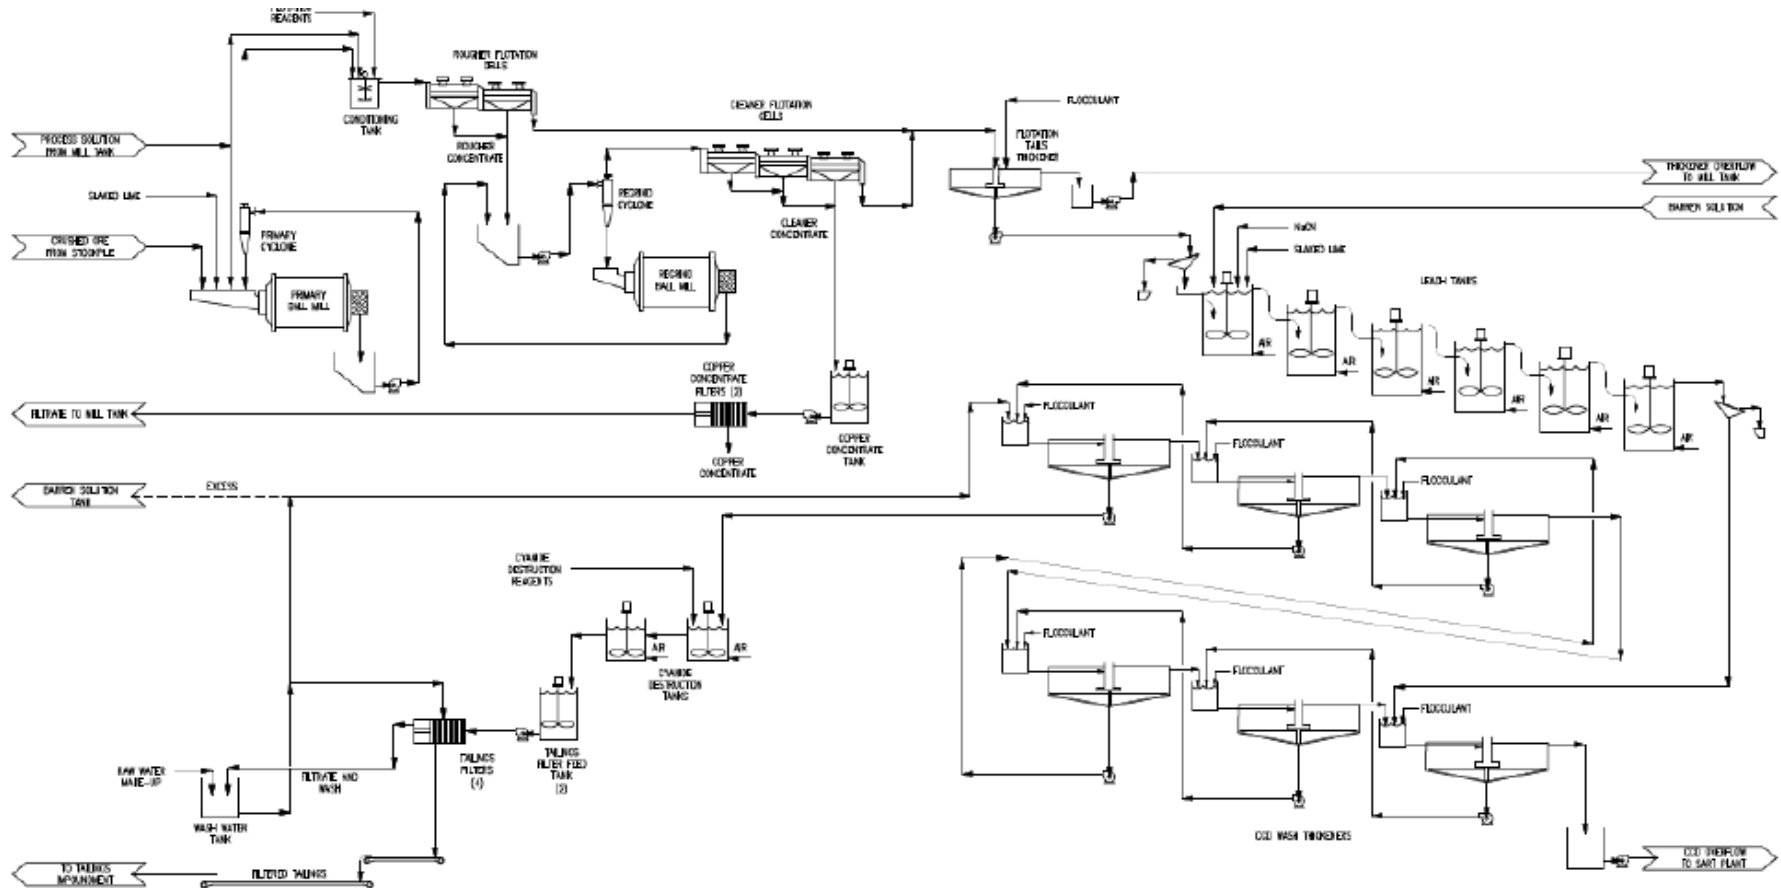 REAGENTS
ROUGHER FLOTATION
CELLS
CONDITIONING
TANK
ROUGHER
CONCENTRATE
CLEANER FLOTATION
CELLS
FLOCCULANT
FLOTATION
TAILS
THICKENER
PROCESS SOLUTION
FROM MILL TANK
THICKENER OVERFLOW
TO MILL TANK
SLAKED LIME
PRIMARY
CYCLONE
REGRIND
CYCLONE
CLEANER
CONCENTRATE
BARREN SOLUTION
NaCN
SLAKED LIME
CRUSHED ORE
FROM STOCKPILE
PRIMARY
BALL MILL
REGRIND
BALL MILL
LEACH TANKS
AIR
AIR
AIR
AIR
AIR
AIR
COPPER
CONCENTRATE
FILTERS (2)
FILTRATE TO MILL TANK
COPPER
CONCENTRATE
COPPER
CONCENTRATE
TANK
FLOCCULANT
FLOCCULANT
FLOCCULANT
BARREN SOLUTION
TANK
EXCESS
CYANIDE
DESTRUCTION
REAGENTS
AIR
AIR
CYANIDE
DESTRUCTION
TANKS
FLOCCULANT
FLOCCULANT
FLOCCULANT
TAILINGS
FILTER FEED
TANK
(2)
TAILINGS
FILTERS
(4)
RAW WATER
MAKE-UP
FILTRATE AND
WASH
WASH WATER
TANK
CCD WASH THICKENERS
TO TAILINGS
IMPOUNDMENT
FILTERED TAILINGS
CCD OVERFLOW
TO SART PLANT